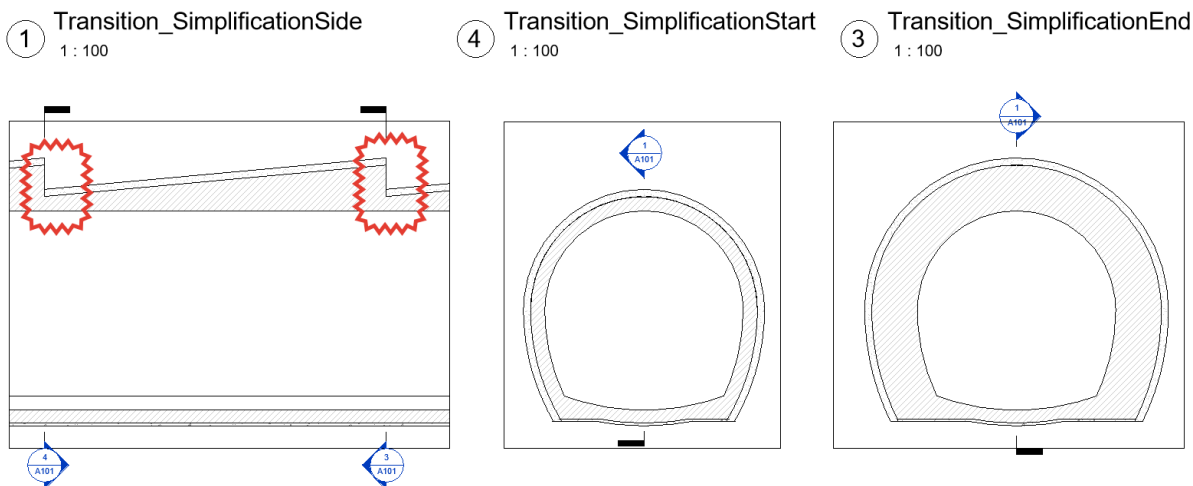 1 Transition_SimplificationSide
1 : 100
4 Transition_SimplificationStart
1 : 100
3 Transition_SimplificationEnd
1 : 100
1
A101
1
A101
4
A101
3
A101